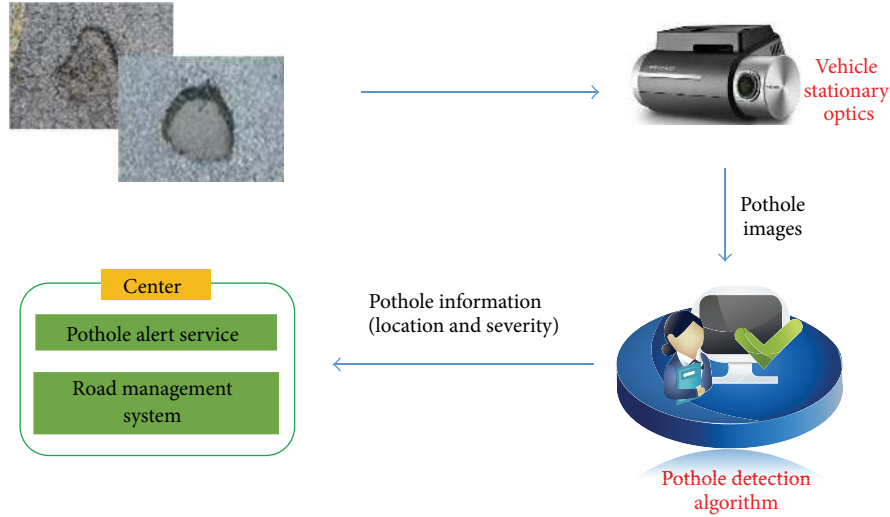 Vehicle
stationary
optics
Pothole
images
Pothole information
(location and severity)
Center
Pothole alert service
Road management
system
Pothole detection
algorithm